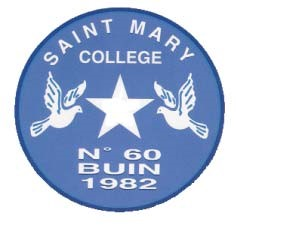 SAINT MARY
COLLEGE
N° 60
BUIN
1982